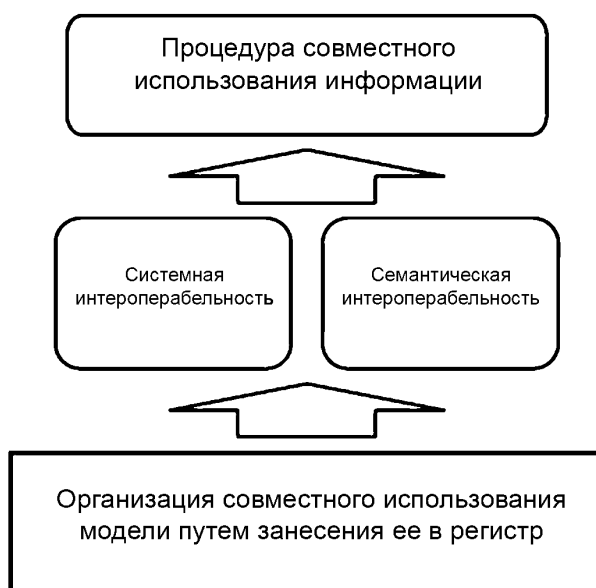 Процедура совместного
использования информации
Системная
интероперабельность
Семантическая
интероперабельность
Организация совместного использования
модели путем занесения ее в регистр